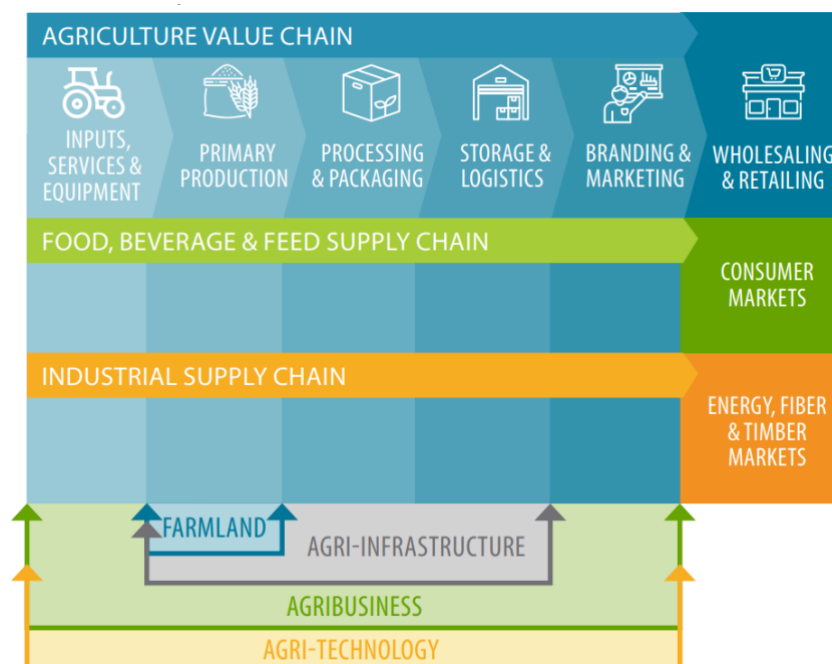 AGRICULTURE VALUE CHAIN
INPUTS,
SERVICES &
EQUIPMENT
PRIMARY
PRODUCTION
PROCESSING
& PACKAGING
STORAGE &
LOGISTICS
BRANDING &
MARKETING
WHOLESALING
& RETAILING
FOOD, BEVERAGE & FEED SUPPLY CHAIN
CONSUMER
MARKETS
INDUSTRIAL SUPPLY CHAIN
ENERGY, FIBER
& TIMBER
MARKETS
FARMLAND
AGRI-INFRASTRUCTURE
AGRIBUSINESS
AGRI-TECHNOLOGY